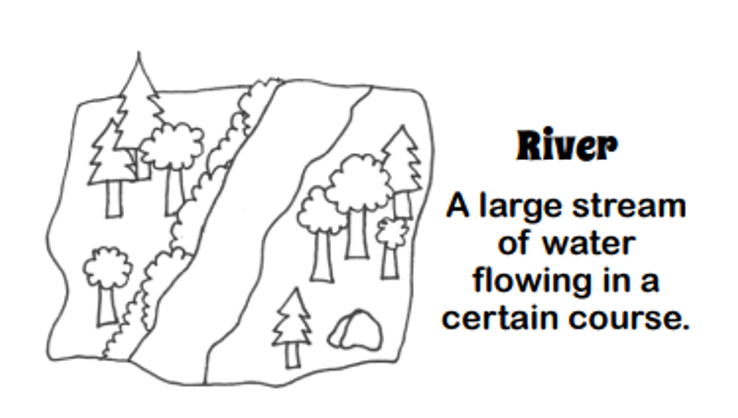 River
A large stream
of water
flowing in a
certain course.